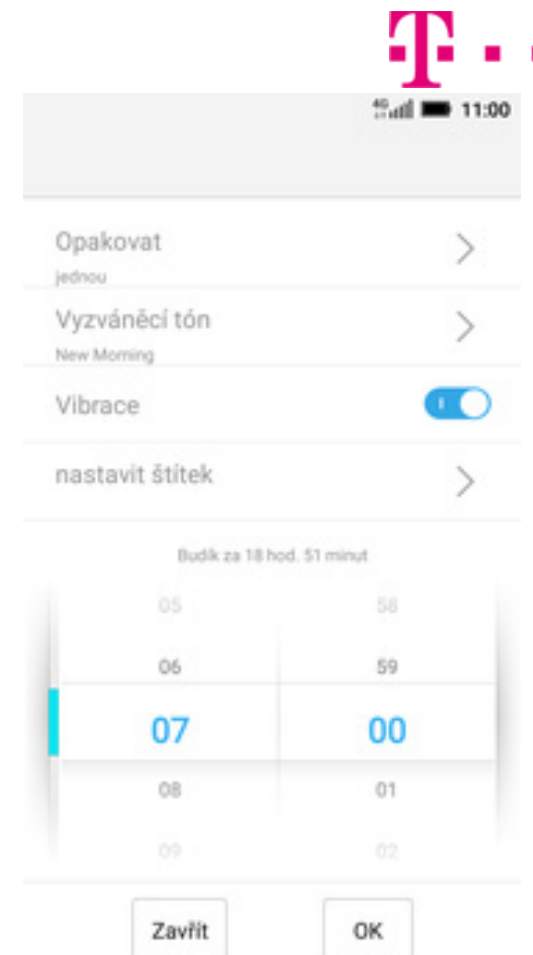 T
4G 11:00
Opakovat
jednou
Vyzváněcí tón
New Morning
Vibrace
nastavit štítek
Budík za 18 hod. 51 minut
05 58
06 59
07 00
08 01
09 02
Zavřít OK